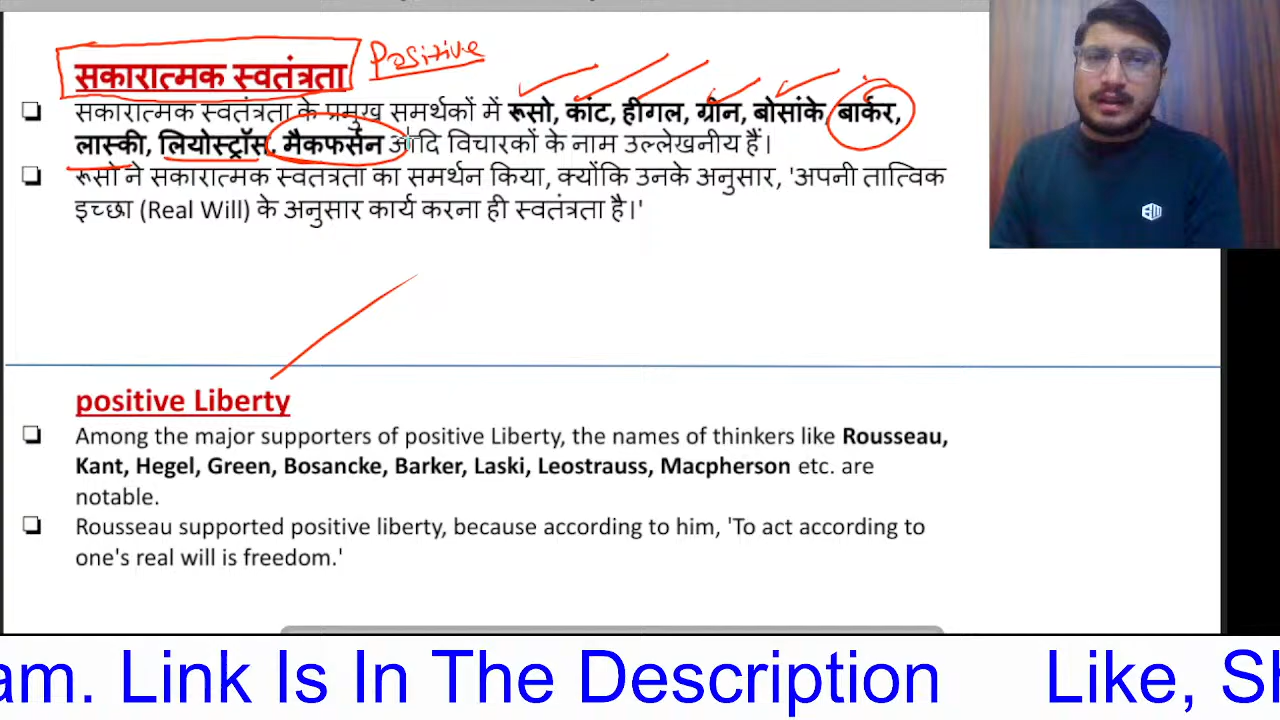 सकारात्मक स्वतंत्रता Positive
❑ सकारात्मक स्वतंत्रता के प्रमुख समर्थकों में रूसो, कांट, हीगल, ग्रीन, बोसांके, बार्कर,
लास्की, लियोस्ट्रॉस, मैकफर्सन आदि विचारकों के नाम उल्लेखनीय हैं।
❑ रूसो ने सकारात्मक स्वतंत्रता का समर्थन किया, क्योंकि उनके अनुसार, 'अपनी तात्विक
इच्छा (Real Will) के अनुसार कार्य करना ही स्वतंत्रता है।'
positive Liberty
❑ Among the major supporters of positive Liberty, the names of thinkers like Rousseau,
Kant, Hegel, Green, Bosancke, Barker, Laski, Leostrauss, Macpherson etc. are
notable.
❑ Rousseau supported positive liberty, because according to him, 'To act according to
one's real will is freedom.'
am. Link Is In The Description Like, Sh